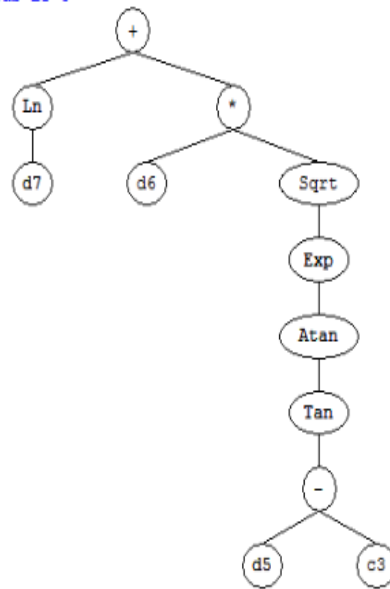 +
Ln
*
d7
d6
Sqrt
Exp
Atan
Tan
-
d5
c3